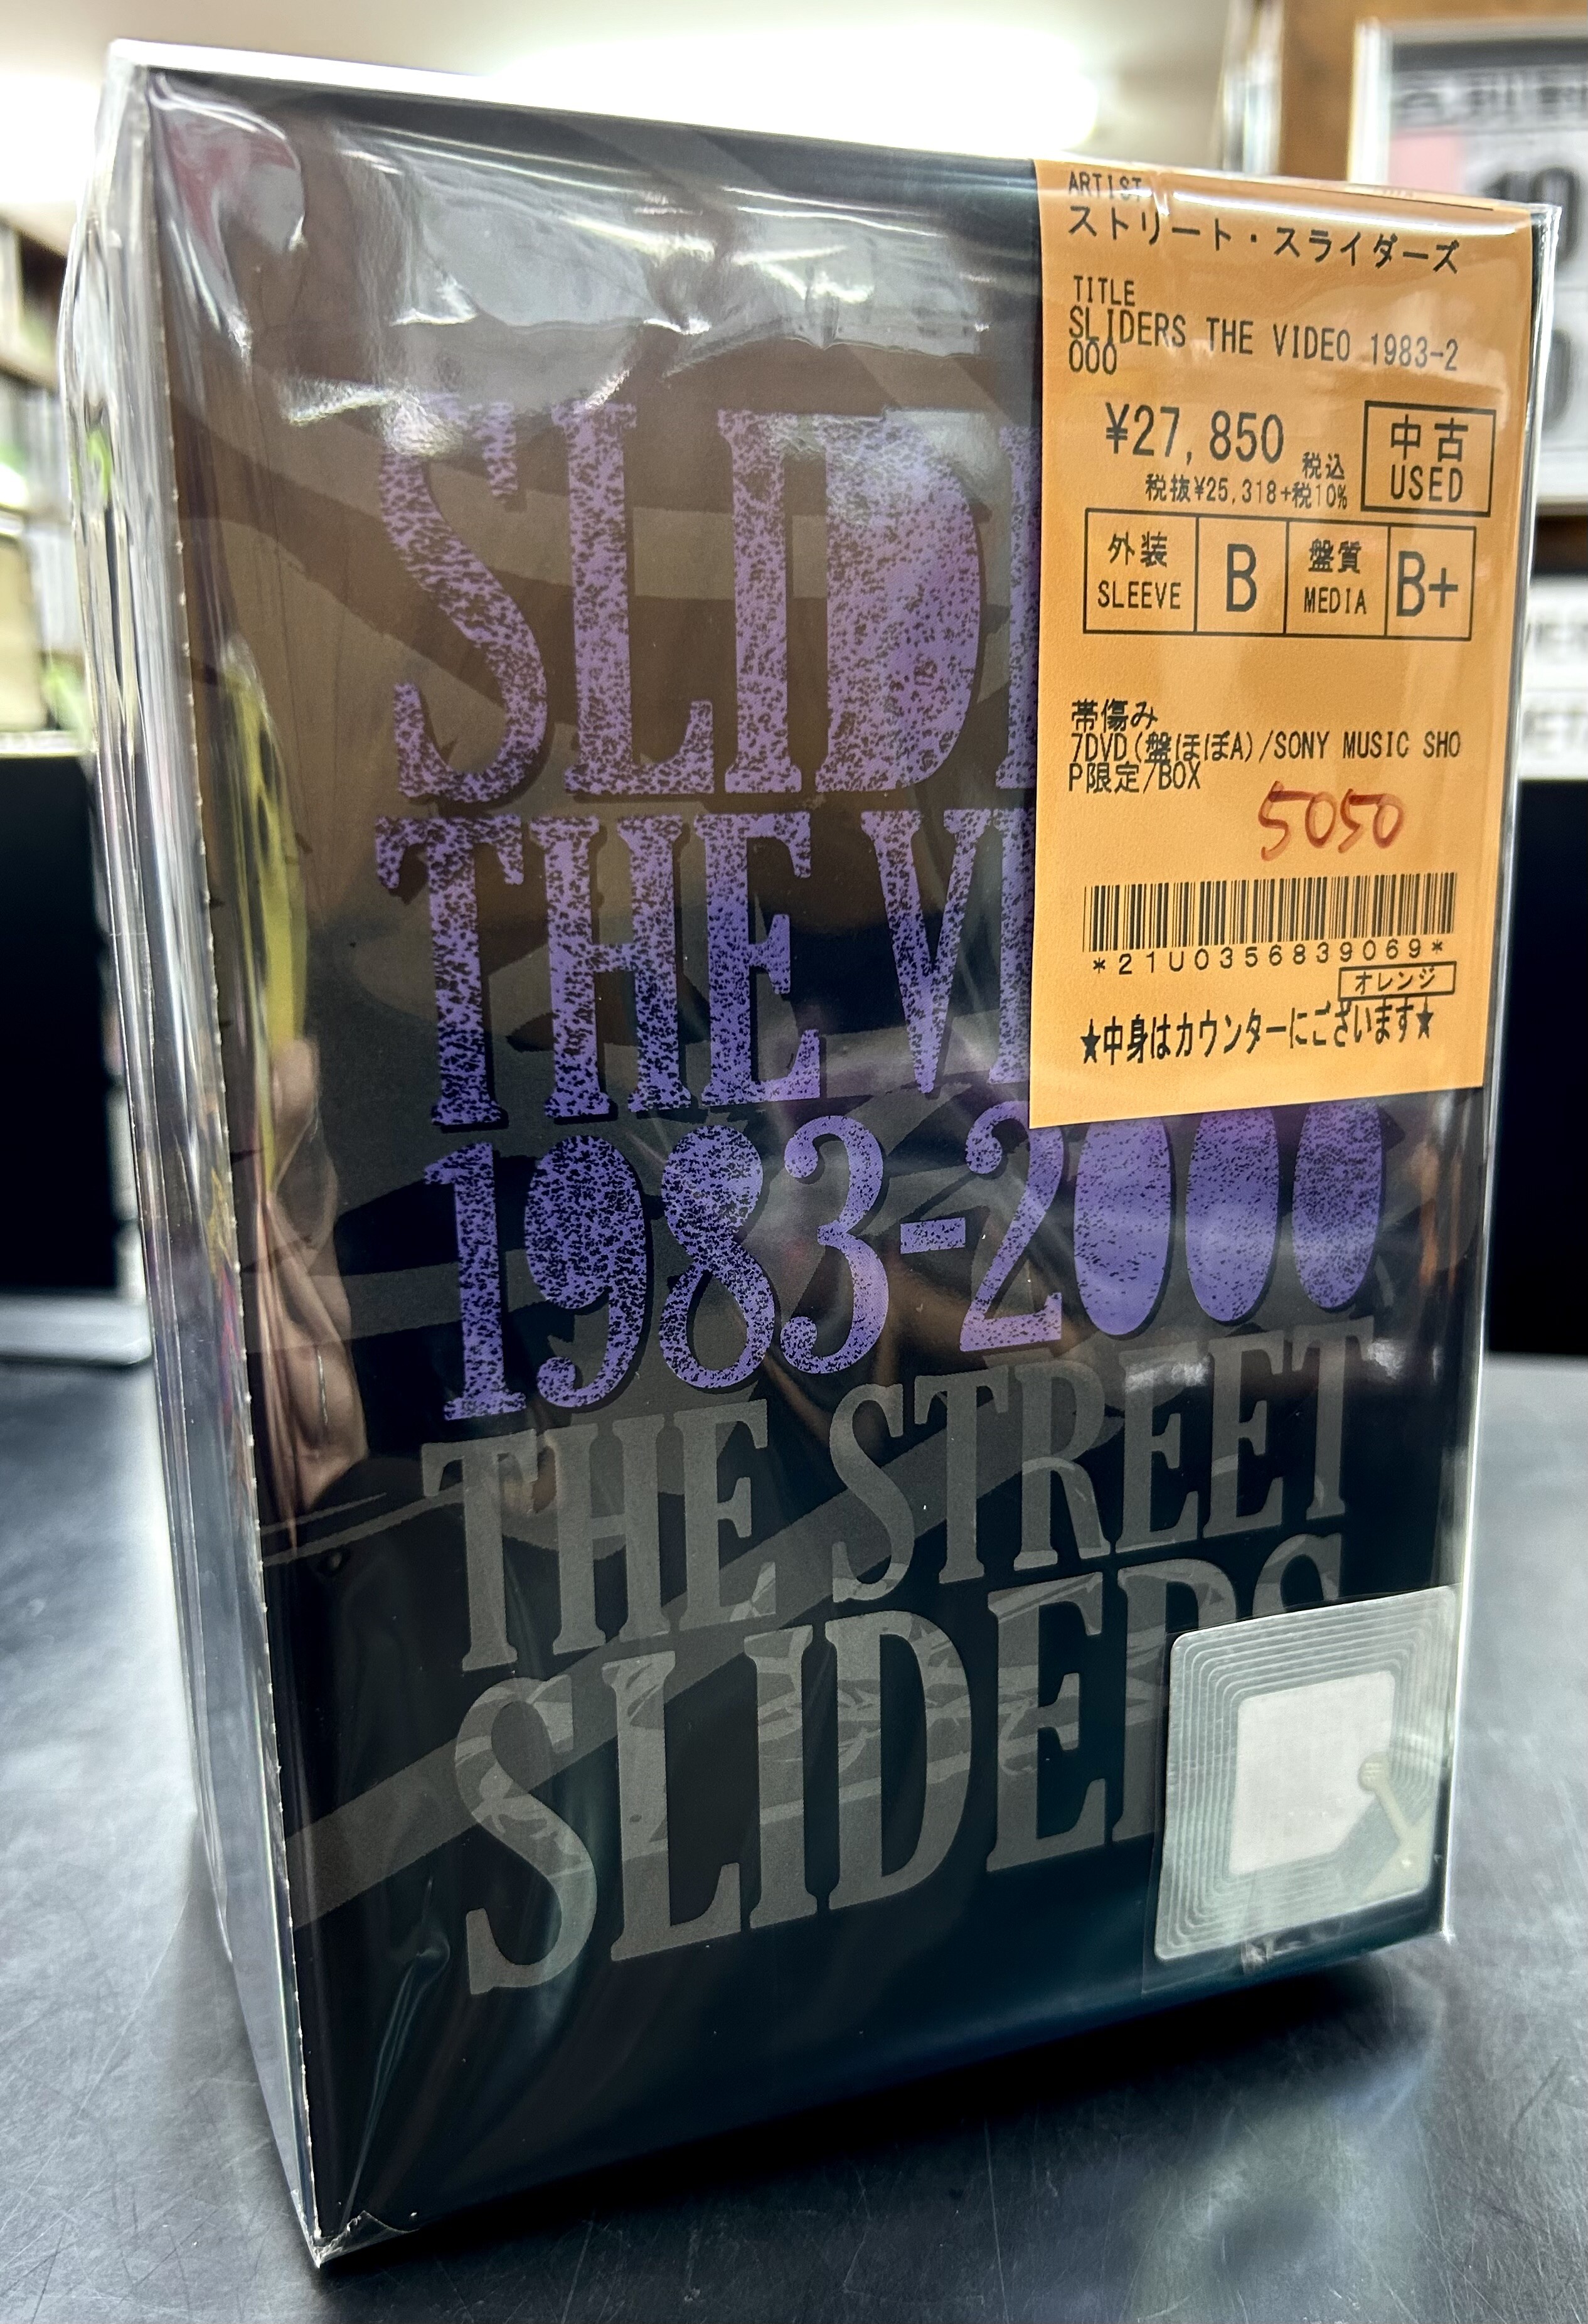 ARTIST
ストリート・スライダーズ
TITLE
SLIDERS THE VIDEO 1983-2
000
¥27,850 税込
税抜¥25,318+税10%
中古
USED
外装
SLEEVE
B
盤質
MEDIA
B+
帯傷み
7DVD(盤ほぼA)/SONY MUSIC SHO
P限定/BOX
5050
*21U0356839069*
オレンジ
★中身はカウンターにございます★
SLID
THE VI
1983-2000
THE STREET
SLIDERS
10